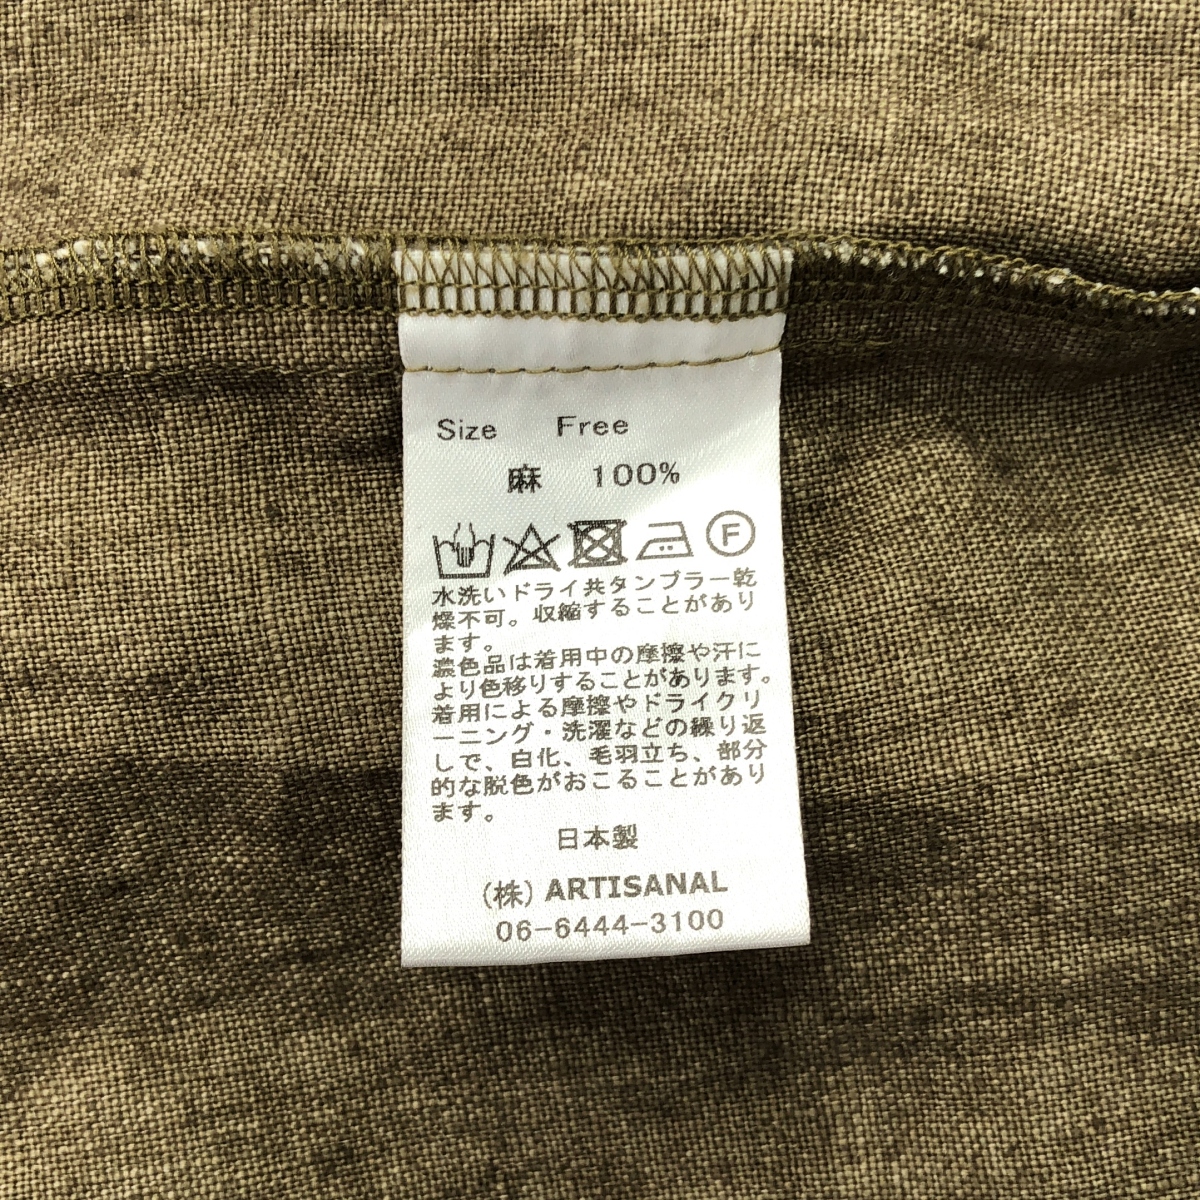 Size Free
麻 100%
F
水洗いドライ共タンブラー乾
燥不可。収縮することがあり
ます。
濃色品は着用中の摩擦や汗に
より色移りすることがあります。
着用による摩擦やドライクリ
ーニング・洗濯などの繰り返
しで、白化、毛羽立ち、部分
的な脱色がおこることがあり
ます。
日本製
(株) ARTISANAL
06-6444-3100